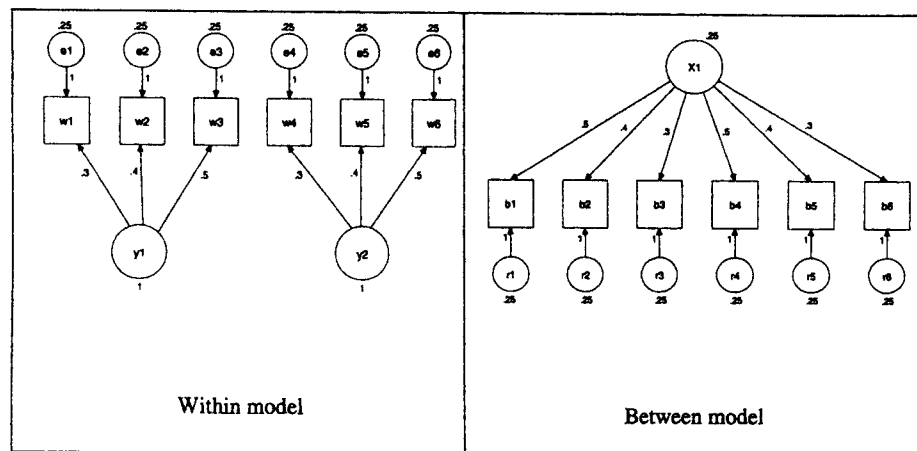 .25 .25 .25 .25 .25 .25
e1 e2 e3 e4 e5 e6
1 1 1 1 1 1
w1 w2 w3 w4 w5 w6
.3 .4 .5 .3 .4 .5
y1 y2
1 1
Within model
.25
X1
.5 .4 .3 .5 .4 .3
b1 b2 b3 b4 b5 b6
1 1 1 1 1 1
r1 r2 r3 r4 r5 r6
.25 .25 .25 .25 .25 .25
Between model